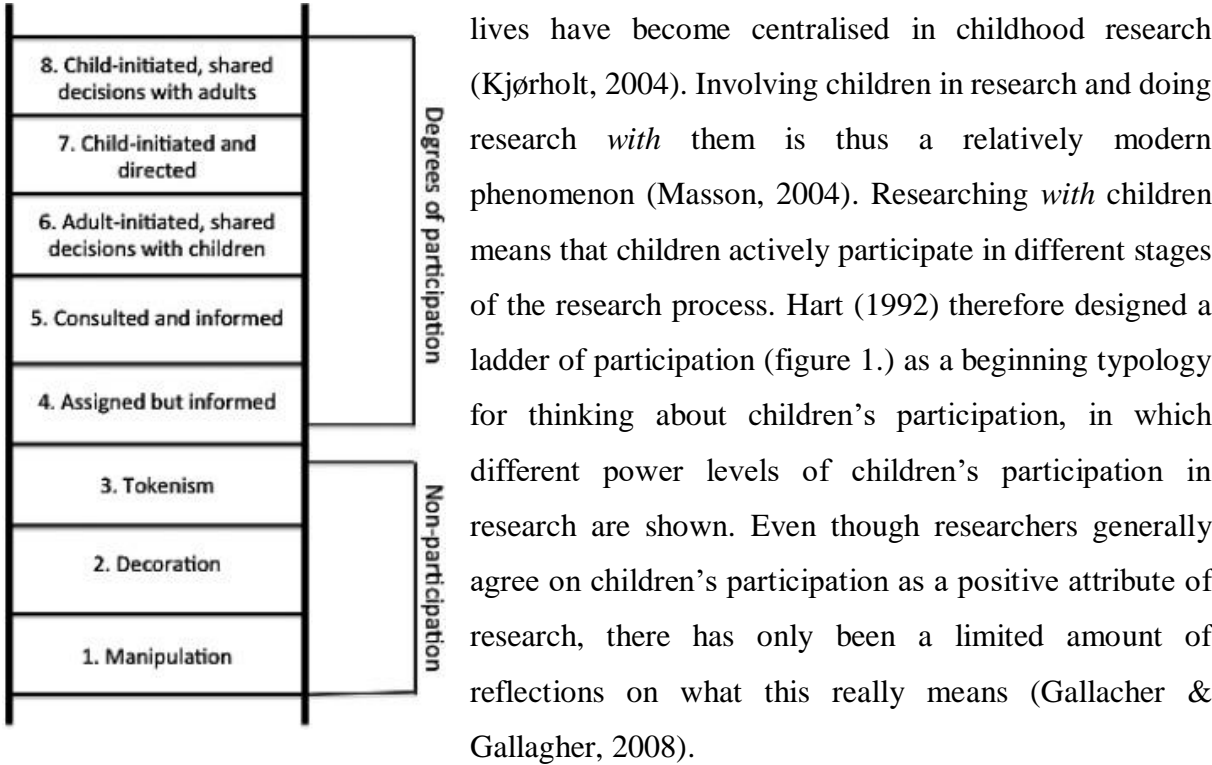 8. Child-initiated, shared
decisions with adults
7. Child-initiated and
directed
6. Adult-initiated, shared
decisions with children
5. Consulted and informed
4. Assigned but informed
3. Tokenism
2. Decoration
1. Manipulation
Degrees of participation
Non-participation
lives have become centralised in childhood research
(Kjørholt, 2004). Involving children in research and doing
research with them is thus a relatively modern
phenomenon (Masson, 2004). Researching with children
means that children actively participate in different stages
of the research process. Hart (1992) therefore designed a
ladder of participation (figure 1.) as a beginning typology
for thinking about children’s participation, in which
different power levels of children’s participation in
research are shown. Even though researchers generally
agree on children’s participation as a positive attribute of
research, there has only been a limited amount of
reflections on what this really means (Gallacher &
Gallagher, 2008).